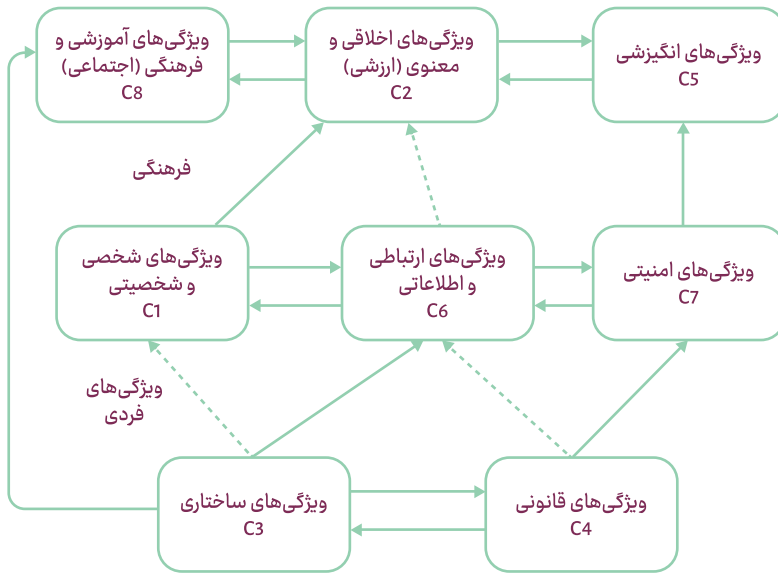 ویژگی‌های آموزشی و
فرهنگی (اجتماعی)
C8
ویژگی‌های اخلاقی و
معنوی (ارزشی)
C2
ویژگی‌های انگیزشی
C5
فرهنگی
ویژگی‌های شخصی
و شخصیتی
C1
ویژگی‌های ارتباطی
و اطلاعاتی
C6
ویژگی‌های امنیتی
C7
ویژگی‌های
فردی
ویژگی‌های ساختاری
C3
ویژگی‌های قانونی
C4